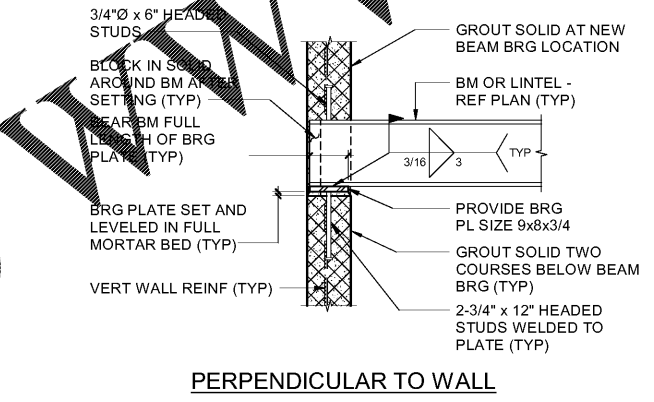 3/4"Ø x 6" HEADED
STUDS
BLOCK IN SOLID
AROUND BM AFTER
SETTING (TYP)
BEAR BM FULL
LENGTH OF BRG
PLATE (TYP)
BRG PLATE SET AND
LEVELED IN FULL
MORTAR BED (TYP)
VERT WALL REINF (TYP)
GROUT SOLID AT NEW
BEAM BRG LOCATION
BM OR LINTEL -
REF PLAN (TYP)
3/16 3 TYP
PROVIDE BRG
PL SIZE 9x8x3/4
GROUT SOLID TWO
COURSES BELOW BEAM
BRG (TYP)
2-3/4" x 12" HEADED
STUDS WELDED TO
PLATE (TYP)
PERPENDICULAR TO WALL
WWW